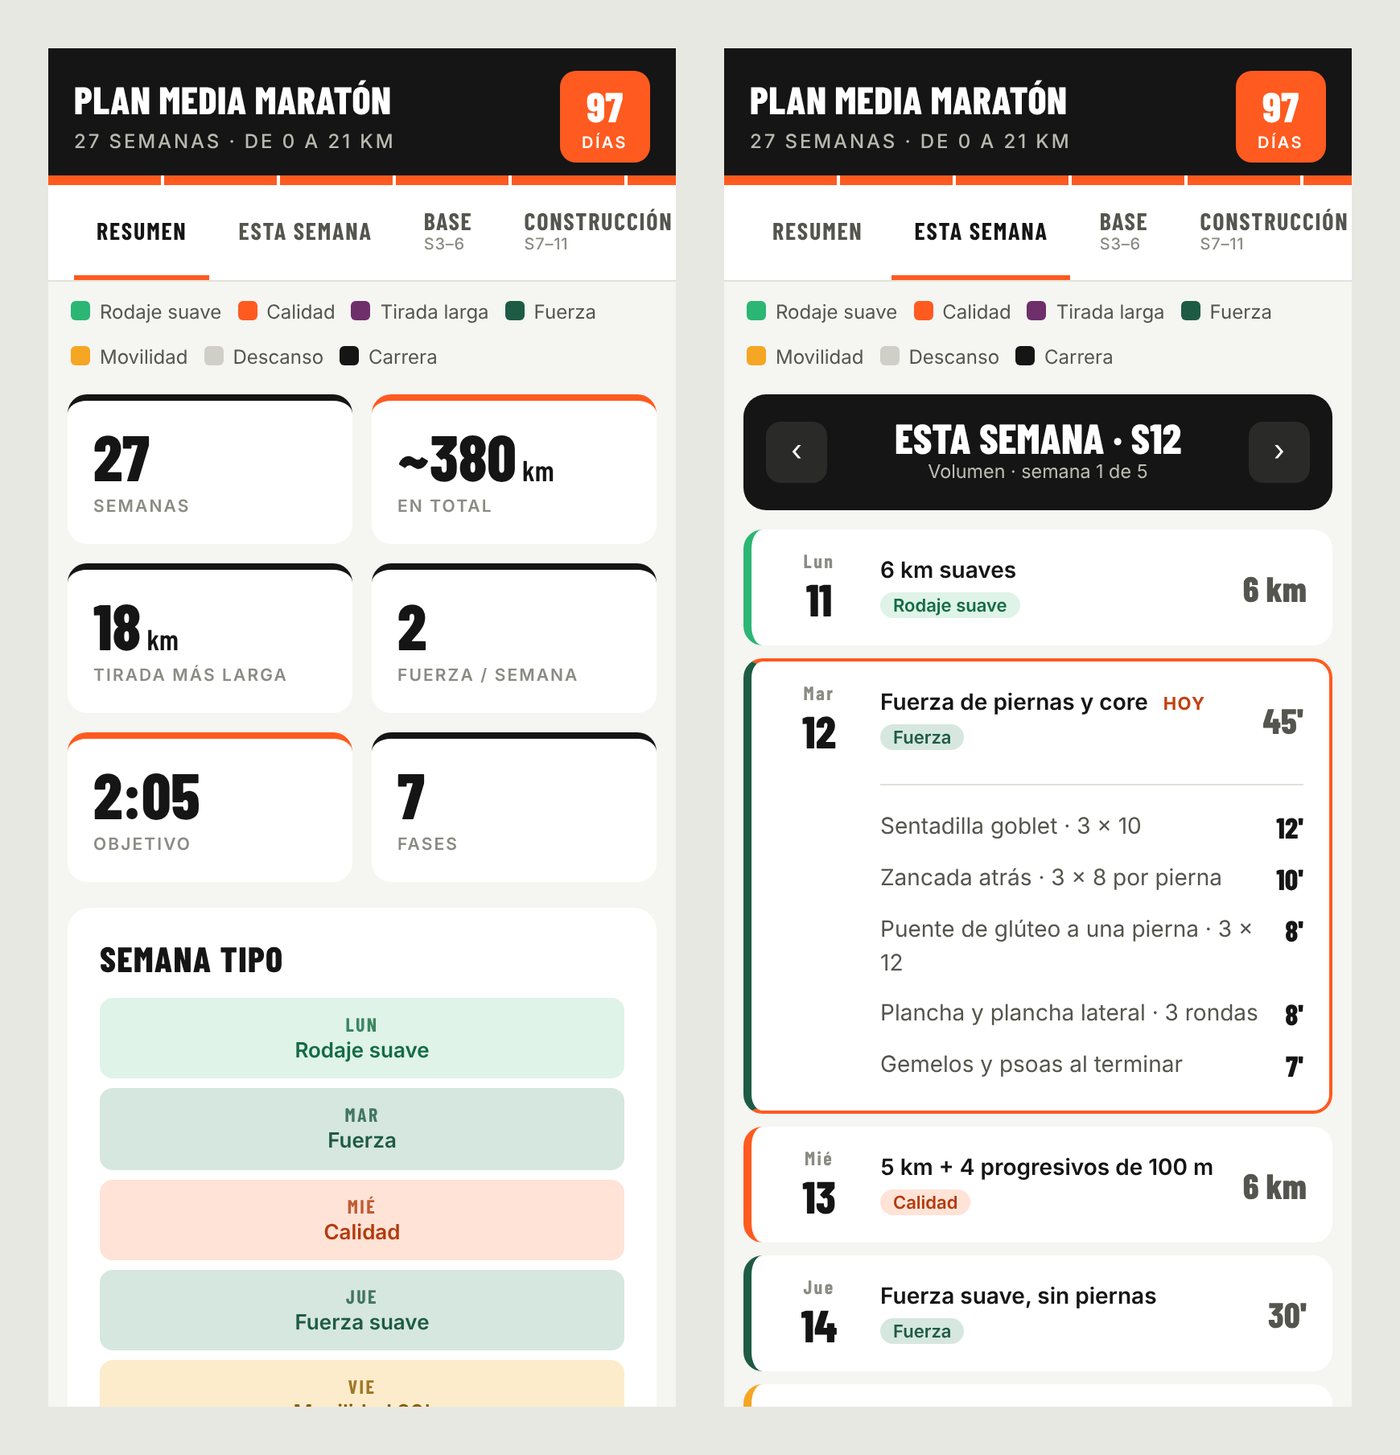 PLAN MEDIA MARATÓN
27 SEMANAS · DE 0 A 21 KM
97
DÍAS
RESUMEN
ESTA SEMANA
BASE
S3–6
CONSTRUCCIÓN
S7–11
Rodaje suave
Calidad
Tirada larga
Fuerza
Movilidad
Descanso
Carrera
27
SEMANAS
~380 km
EN TOTAL
18 km
TIRADA MÁS LARGA
2
FUERZA / SEMANA
2:05
OBJETIVO
7
FASES
SEMANA TIPO
LUN
Rodaje suave
MAR
Fuerza
MIÉ
Calidad
JUE
Fuerza suave
VIE
PLAN MEDIA MARATÓN
27 SEMANAS · DE 0 A 21 KM
97
DÍAS
RESUMEN
ESTA SEMANA
BASE
S3–6
CONSTRUCCIÓN
S7–11
Rodaje suave
Calidad
Tirada larga
Fuerza
Movilidad
Descanso
Carrera
‹
ESTA SEMANA · S12
Volumen · semana 1 de 5
›
Lun
11
6 km suaves
Rodaje suave
6 km
Mar
12
Fuerza de piernas y core HOY
Fuerza
45'
Sentadilla goblet · 3 × 10
12'
Zancada atrás · 3 × 8 por pierna
10'
Puente de glúteo a una pierna · 3 ×
12
8'
Plancha y plancha lateral · 3 rondas
8'
Gemelos y psoas al terminar
7'
Mié
13
5 km + 4 progresivos de 100 m
Calidad
6 km
Jue
14
Fuerza suave, sin piernas
Fuerza
30'